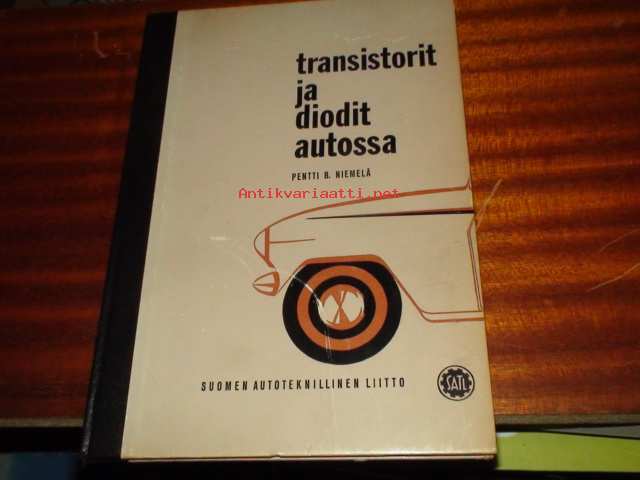 transistorit
ja
diodit
autossa
PENTTI B. NIEMELÄ
Antikvariaatti.net
SUOMEN AUTOTEKNILLINEN LIITTO
SATL